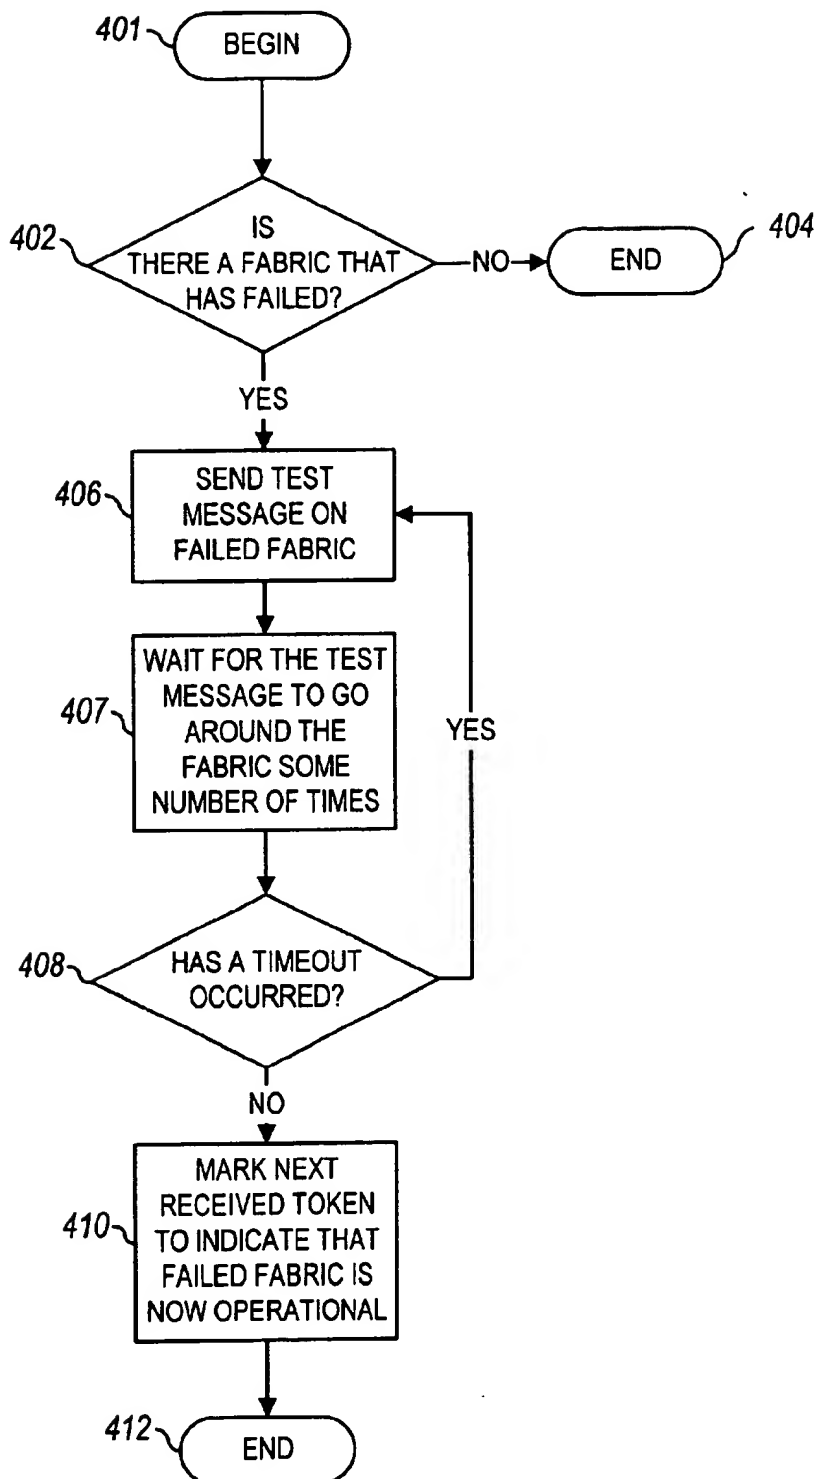 401
BEGIN
402
IS
THERE A FABRIC THAT
HAS FAILED?
NO
END
404
YES
406
SEND TEST
MESSAGE ON
FAILED FABRIC
407
WAIT FOR THE TEST
MESSAGE TO GO
AROUND THE
FABRIC SOME
NUMBER OF TIMES
YES
408
HAS A TIMEOUT
OCCURRED?
NO
410
MARK NEXT
RECEIVED TOKEN
TO INDICATE THAT
FAILED FABRIC IS
NOW OPERATIONAL
412
END